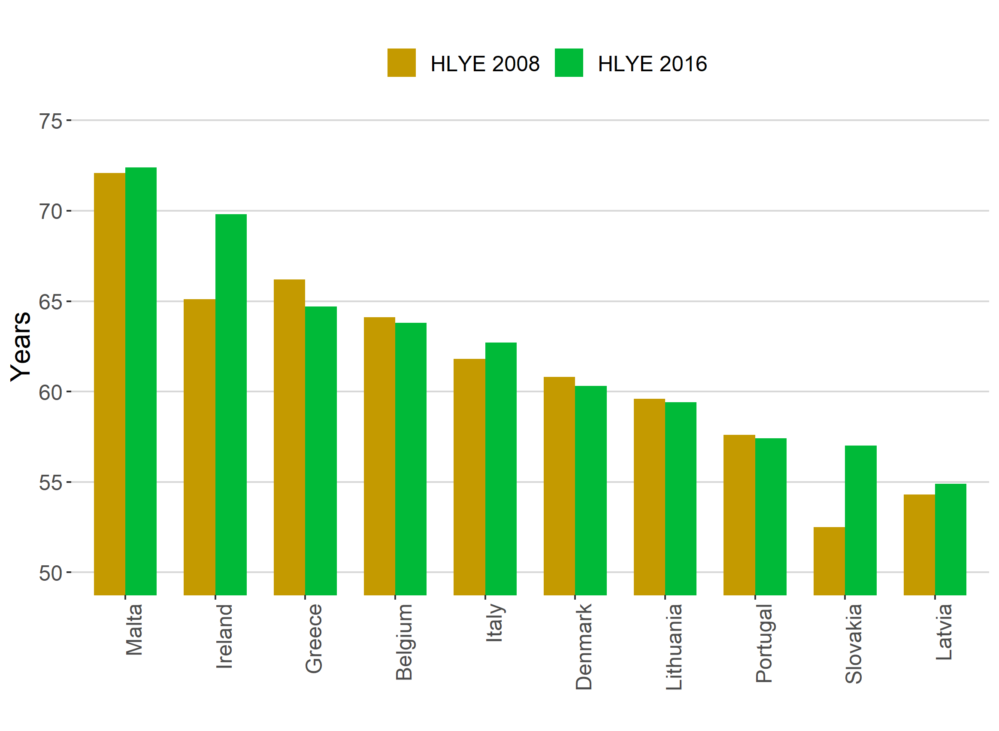 HLYE 2008 HLYE 2016
75
70
65
60
55
50
Years
Malta
Ireland
Greece
Belgium
Italy
Denmark
Lithuania
Portugal
Slovakia
Latvia